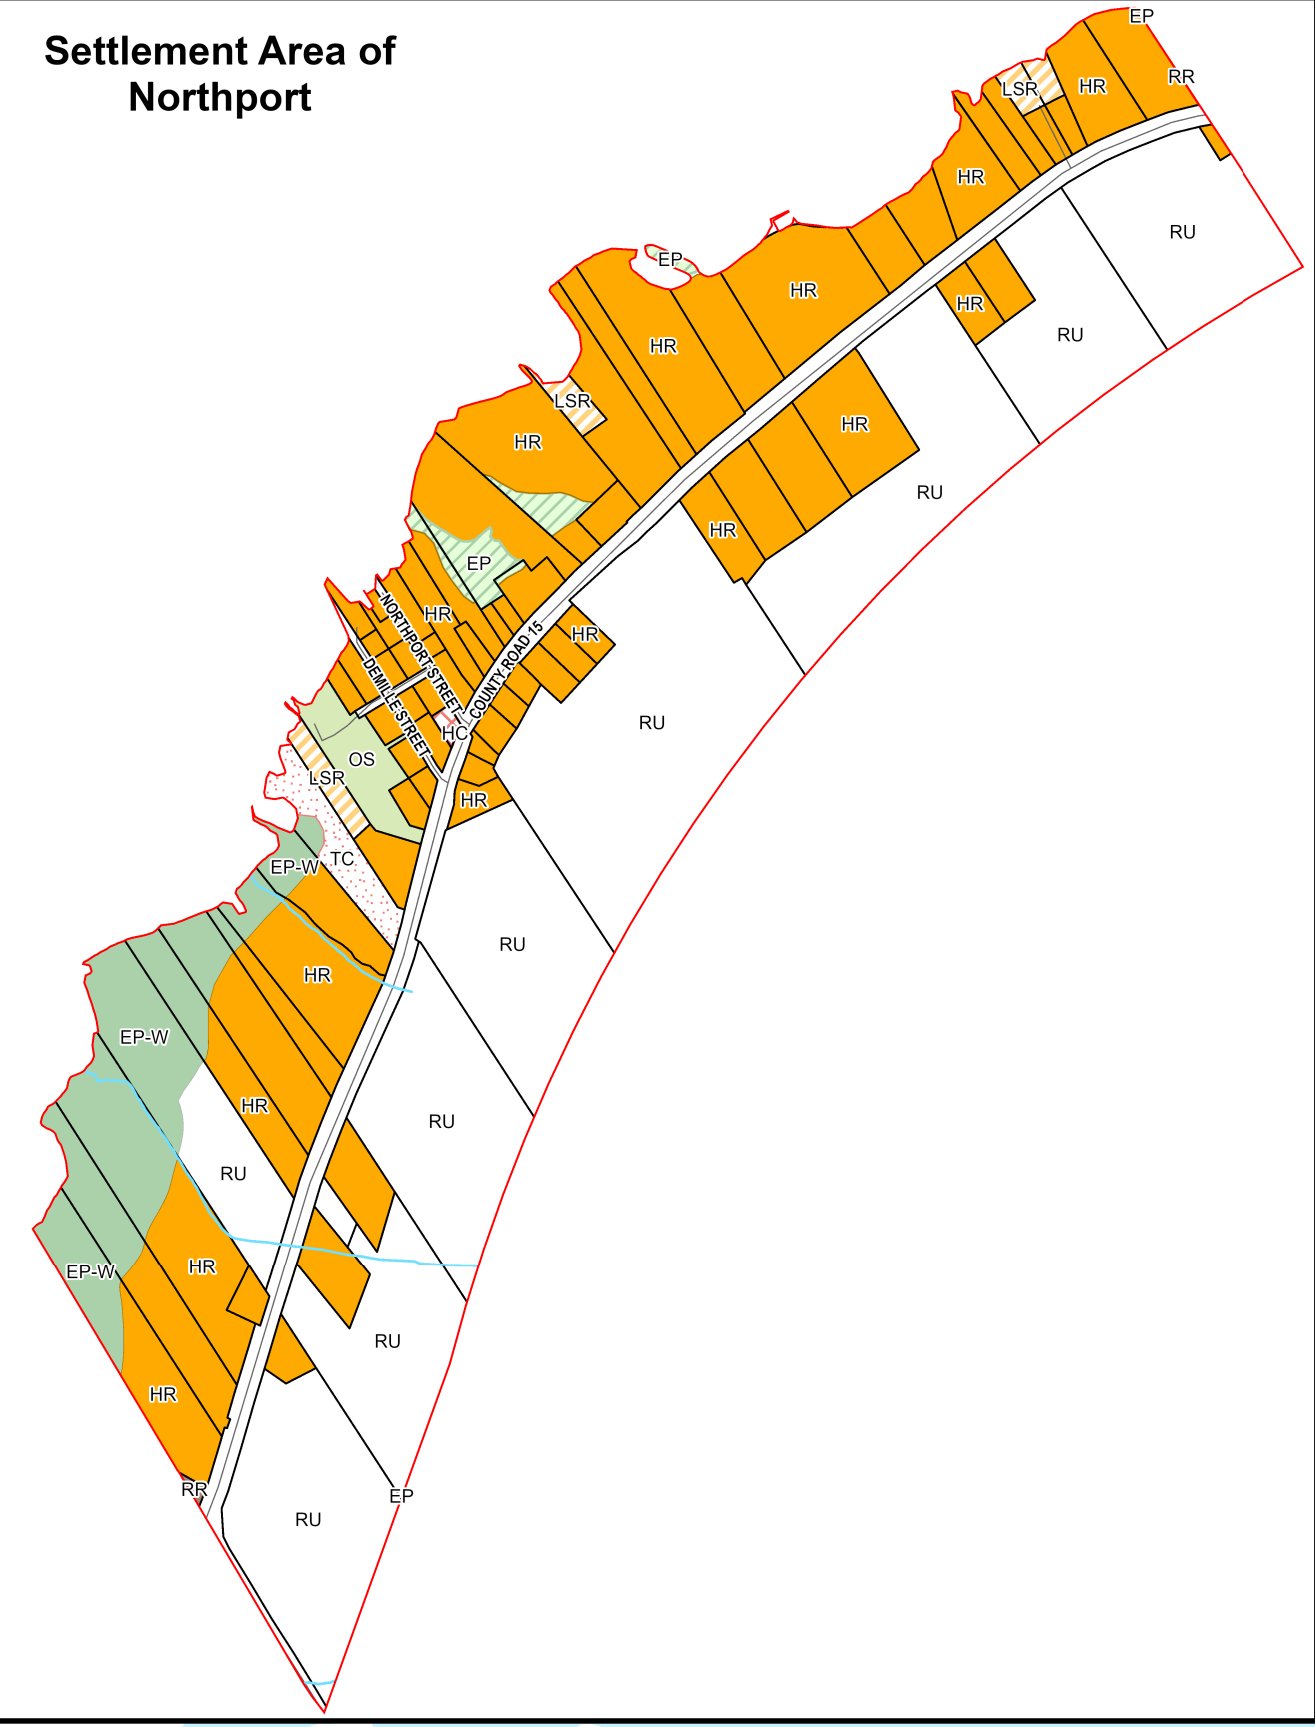 Settlement Area of
Northport
EP
RR
LSR
HR
HR
RU
EP
HR
HR
RU
HR
LSR
HR
HR
RU
HR
EP
HR
NORTHPORT STREET
COUNTY ROAD 15
HR
DEMILLE STREET
RU
HC
OS
LSR
HR
TC
EP-W
RU
HR
EP-W
HR
RU
RU
HR
EP-W
RU
HR
RR
EP
RU